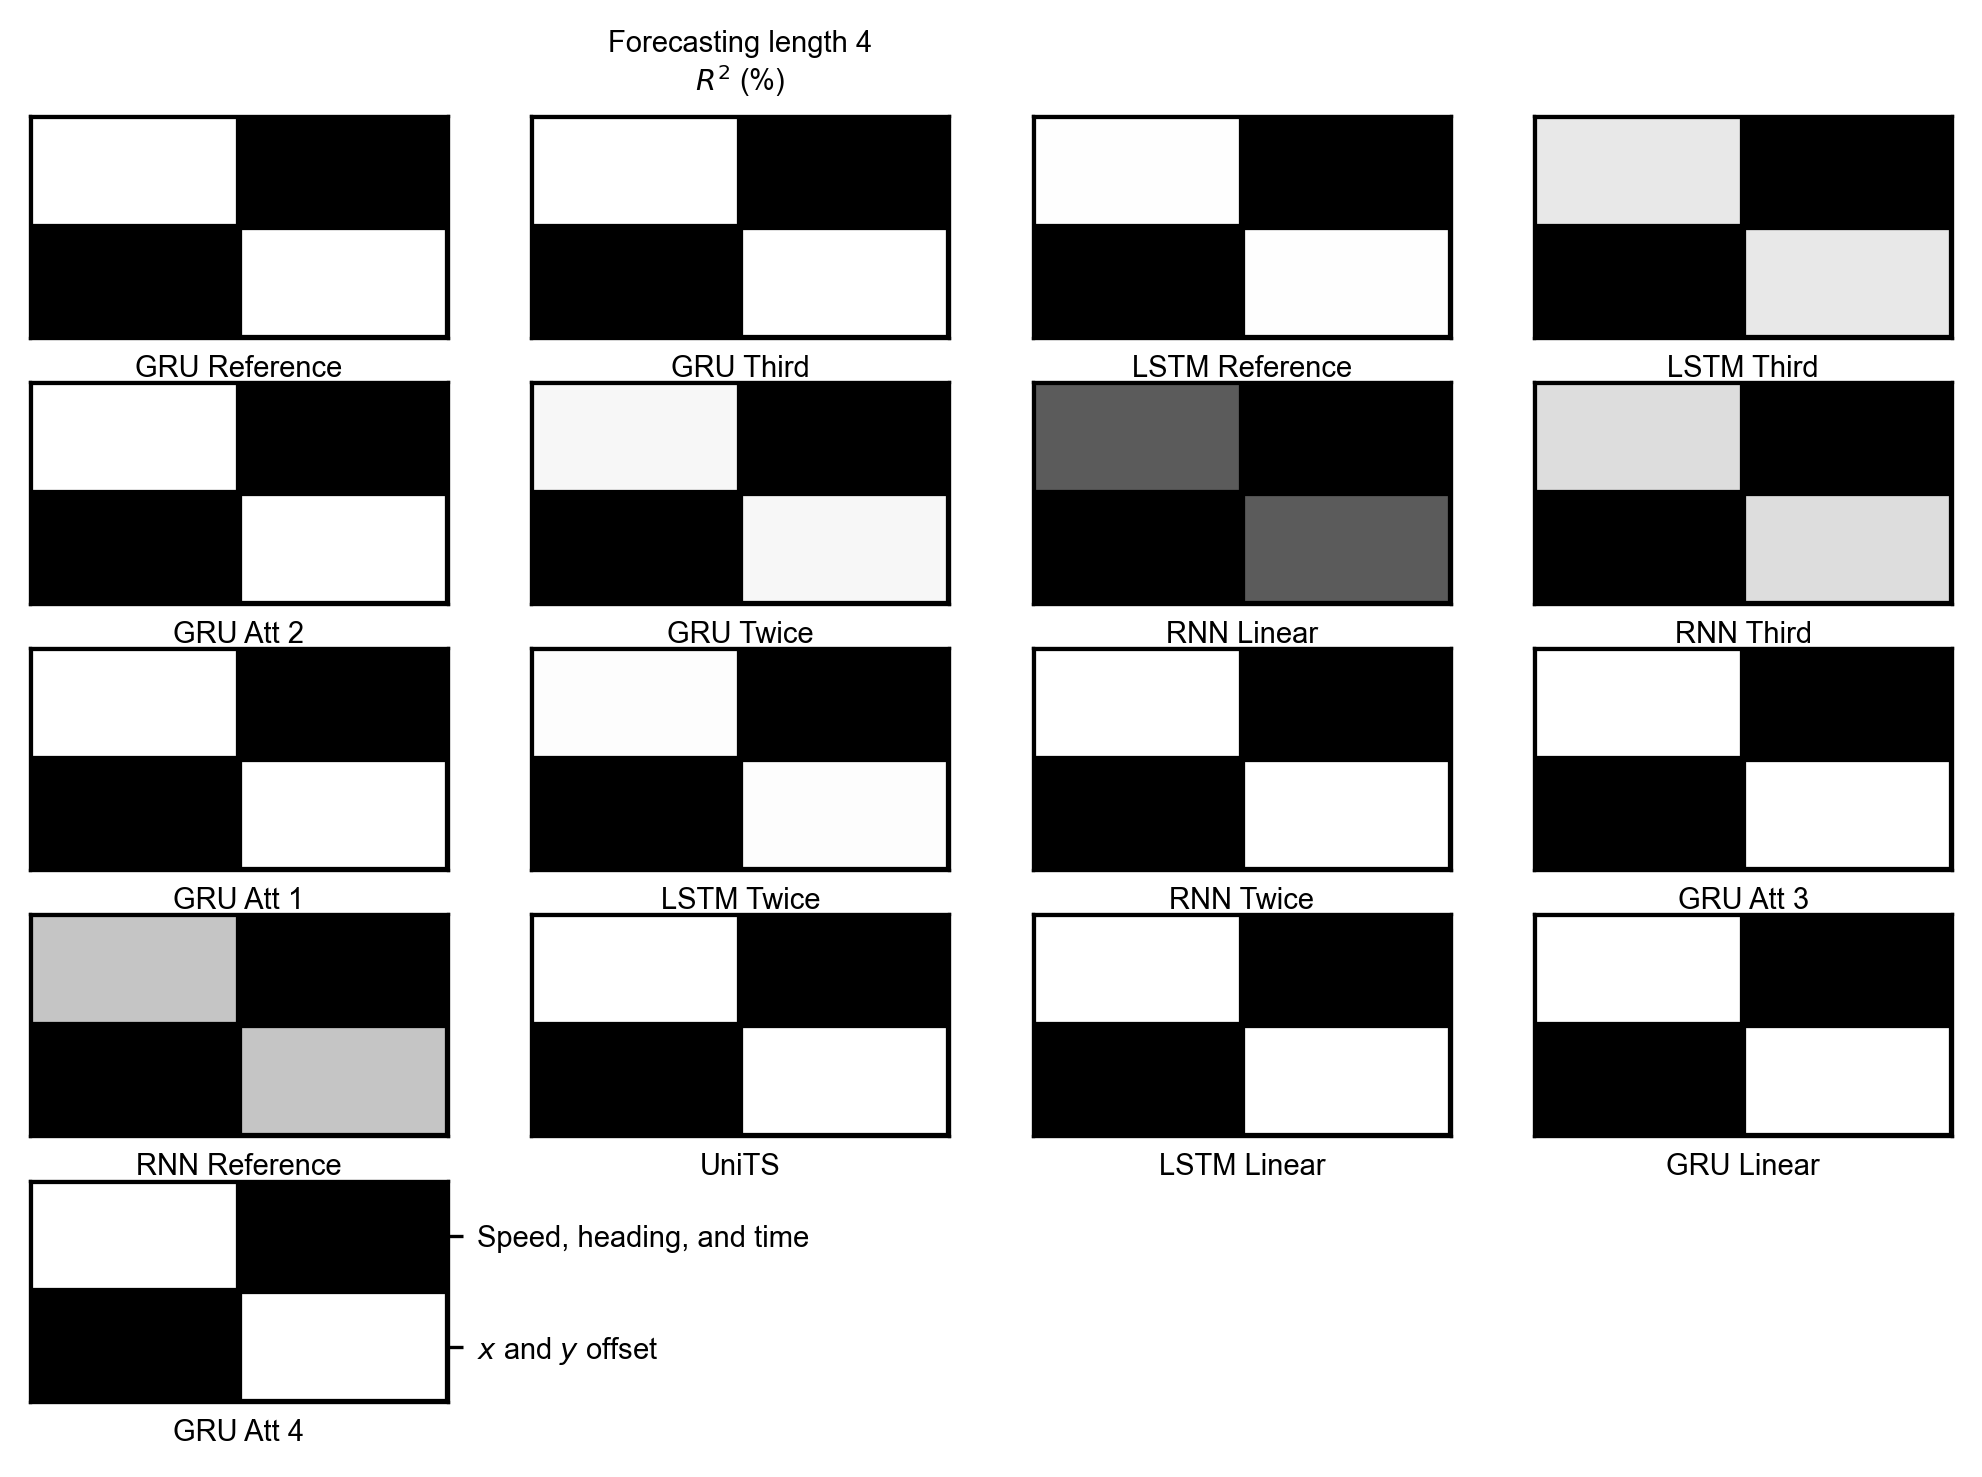 Forecasting length 4
R² (%)
GRU Reference
GRU Third
LSTM Reference
LSTM Third
GRU Att 2
GRU Twice
RNN Linear
RNN Third
GRU Att 1
LSTM Twice
RNN Twice
GRU Att 3
RNN Reference
UniTS
LSTM Linear
GRU Linear
Speed, heading, and time
x and y offset
GRU Att 4